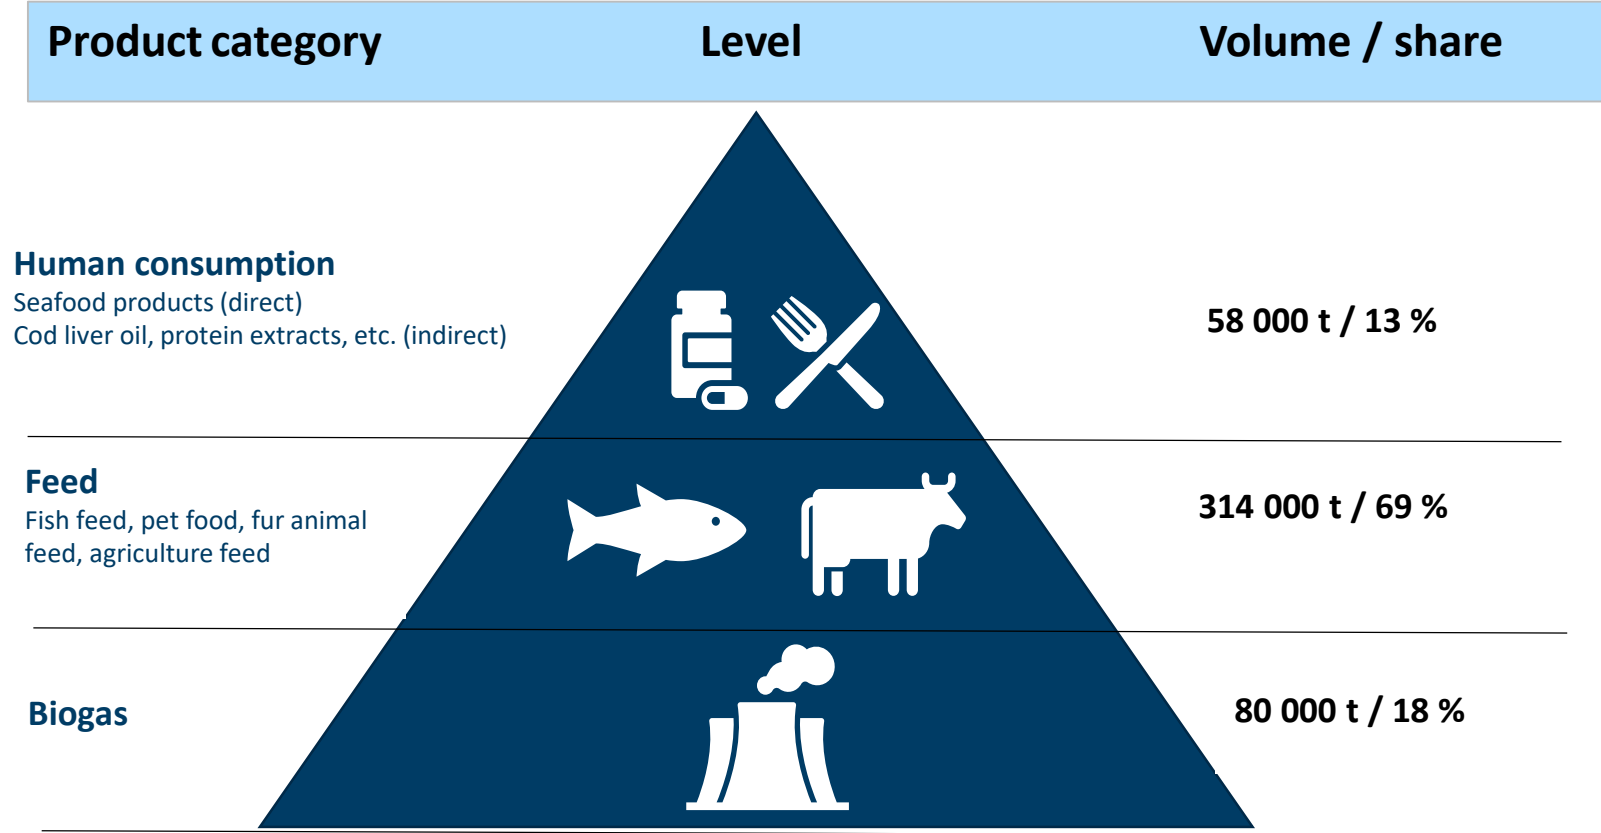 Product category Level Volume / share
Human consumption
Seafood products (direct)
Cod liver oil, protein extracts, etc. (indirect)
58 000 t / 13 %
Feed
Fish feed, pet food, fur animal
feed, agriculture feed
314 000 t / 69 %
Biogas
80 000 t / 18 %